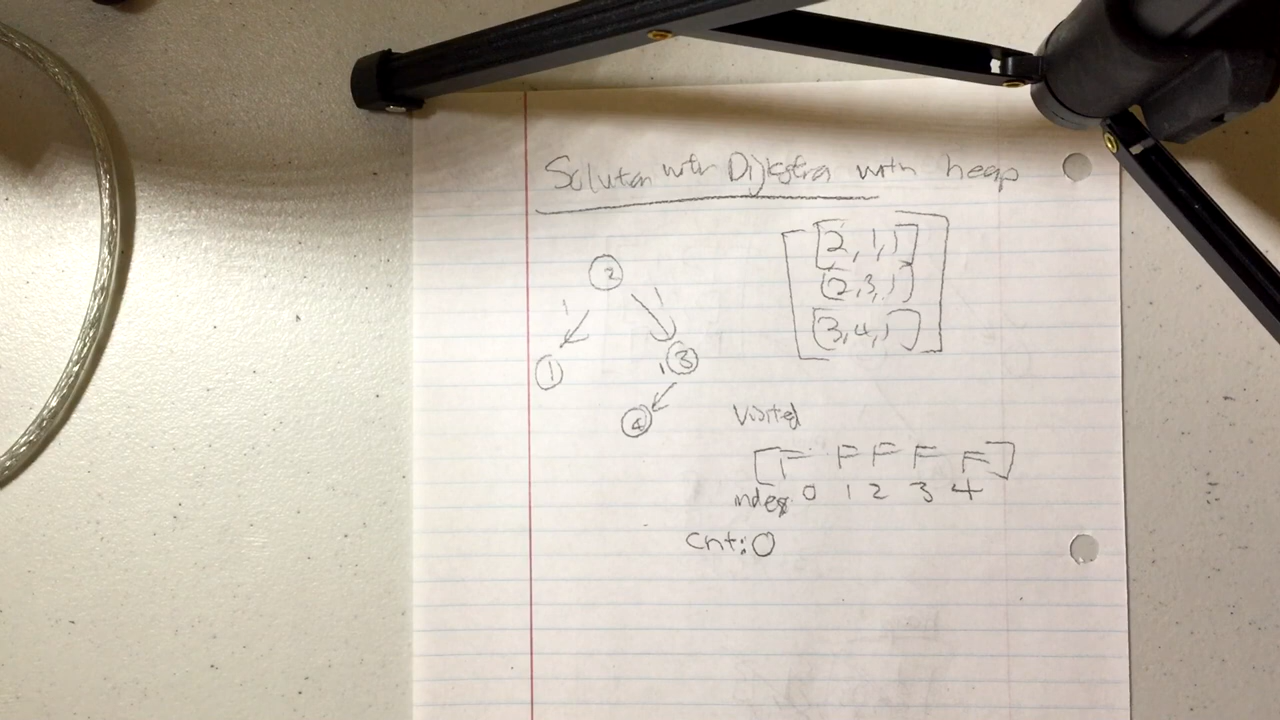 Solution with Dijkstra with heap
2
1 1
1 3
1
4
[[2, 1, 1]
[2, 3, 1]
[3, 4, 1]]
Visited
[F F F F F]
index 0 1 2 3 4
Cnt: 0